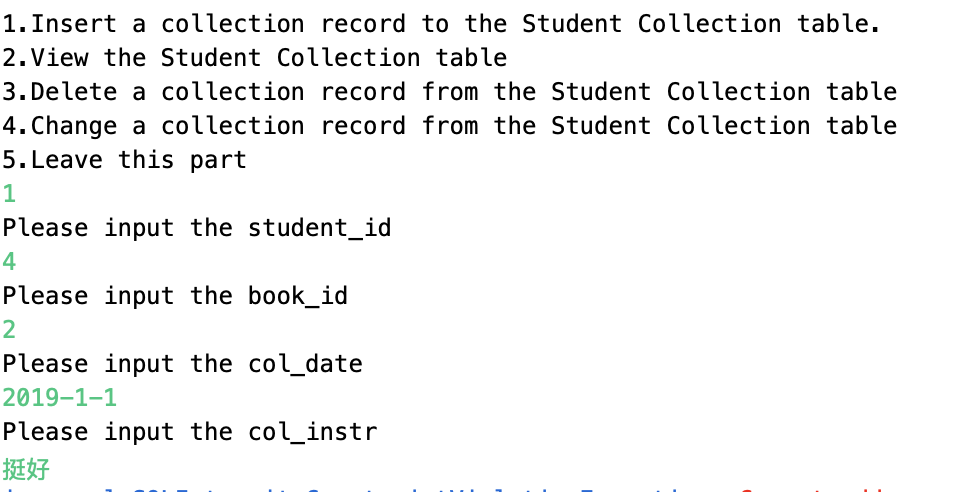 1.Insert a collection record to the Student Collection table.
2.View the Student Collection table
3.Delete a collection record from the Student Collection table
4.Change a collection record from the Student Collection table
5.Leave this part
1
Please input the student_id
4
Please input the book_id
2
Please input the col_date
2019-1-1
Please input the col_instr
挺好